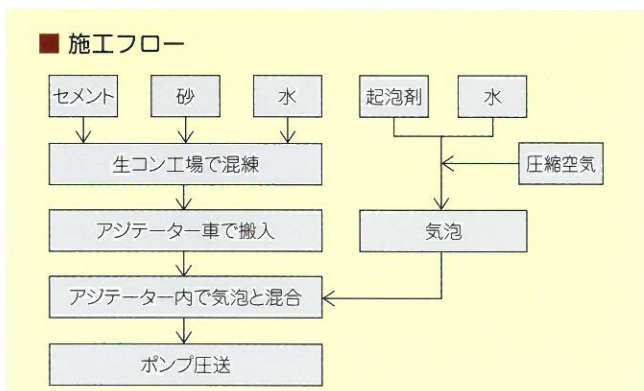 ■ 施工フロー
セメント 砂 水 起泡剤 水
生コン工場で混練 圧縮空気
アジテーター車で搬入 気泡
アジテーター内で気泡と混合
ポンプ圧送